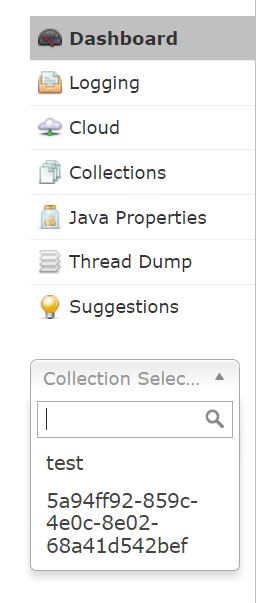 Dashboard
Logging
Cloud
Collections
Java Properties
Thread Dump
Suggestions
Collection Selec...
test
5a94ff92-859c-
4e0c-8e02-
68a41d542bef